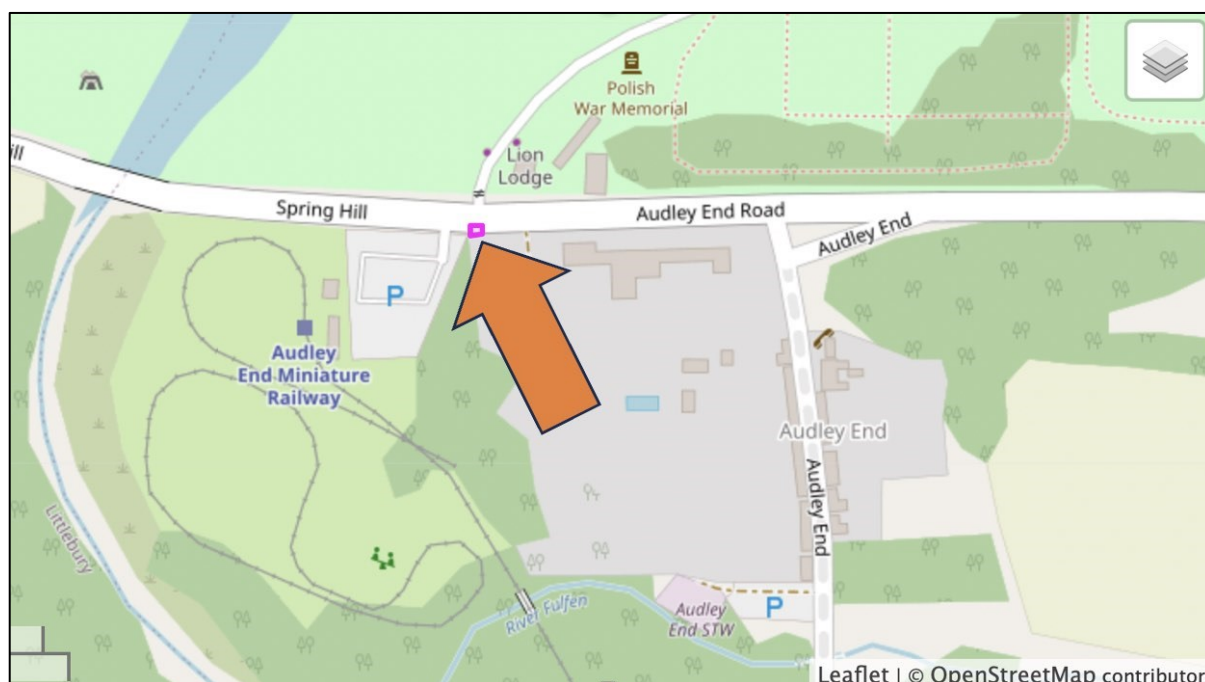 Polish
War Memorial
Lion
Lodge
ill
Spring Hill
Audley End Road
Audley End
P
Audley
End Miniature
Railway
Audley End
Audley End
Littlebury
River Fulfen
Audley
End STW
P
Leaflet | © OpenStreetMap contributor